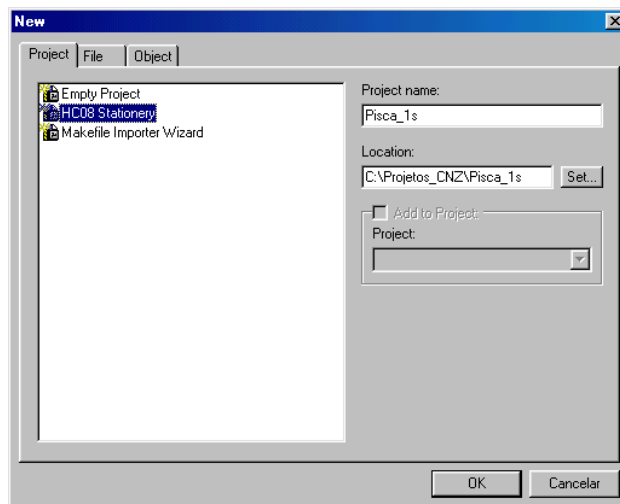 New
Project File Object
Empty Project
HC08 Stationery
Makefile Importer Wizard
Project name:
Pisca_1s
Location:
C:\Projetos_CNZ\Pisca_1s Set...
Add to Project:
Project:
OK Cancelar